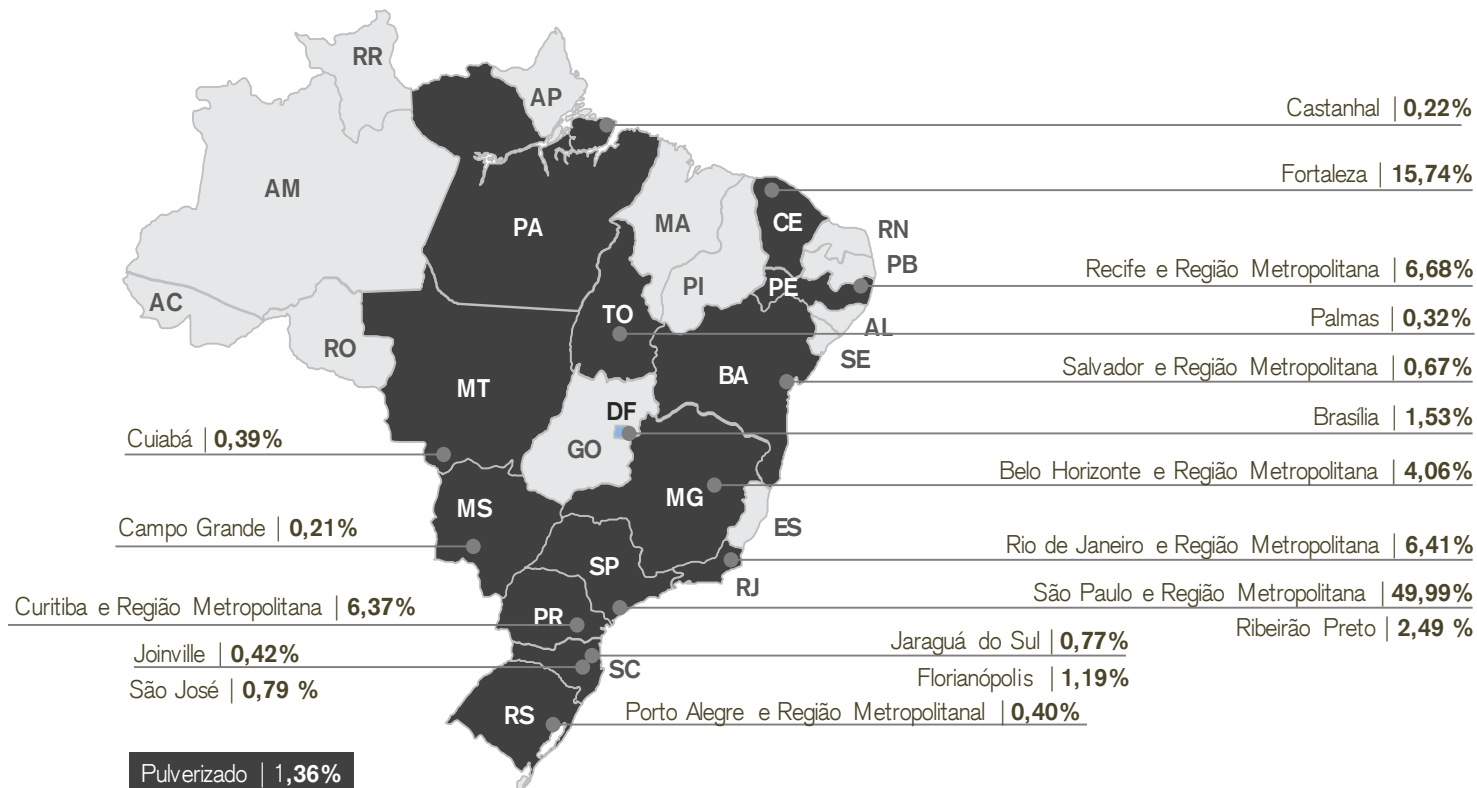 RR
AP
Castanhal | 0,22%
AM
Fortaleza | 15,74%
PA
MA
CE
RN
PB
Recife e Região Metropolitana | 6,68%
PI
PE
AC
TO
Palmas | 0,32%
AL
RO
SE
Salvador e Região Metropolitana | 0,67%
MT
BA
DF
Brasília | 1,53%
Cuiabá | 0,39%
GO
Belo Horizonte e Região Metropolitana | 4,06%
MS
MG
ES
Campo Grande | 0,21%
Rio de Janeiro e Região Metropolitana | 6,41%
SP
RJ
São Paulo e Região Metropolitana | 49,99%
Curitiba e Região Metropolitana | 6,37%
PR
Ribeirão Preto | 2,49 %
Joinville | 0,42%
Jaraguá do Sul | 0,77%
SC
São José | 0,79 %
Florianópolis | 1,19%
RS
Porto Alegre e Região Metropolitanal | 0,40%
Pulverizado | 1,36%